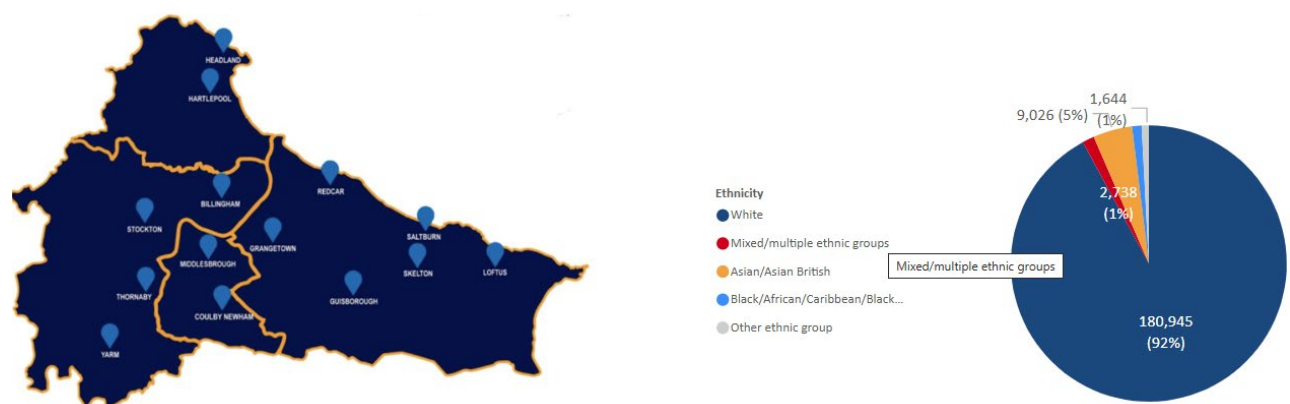 HEADLAND
HARTLEPOOL
REDCAR
BILLINGHAM
STOCKTON
SALTBURN
GRANGETOWN
MIDDLESBROUGH
SKELTON
LOFTUS
THORNABY
GUISBOROUGH
COULBY NEWHAM
YARM
Ethnicity
White
Mixed/multiple ethnic groups
Asian/Asian British
Black/African/Caribbean/Black...
Other ethnic group
Mixed/multiple ethnic groups
1,644
(1%)
9,026 (5%)
2,738
(1%)
180,945
(92%)